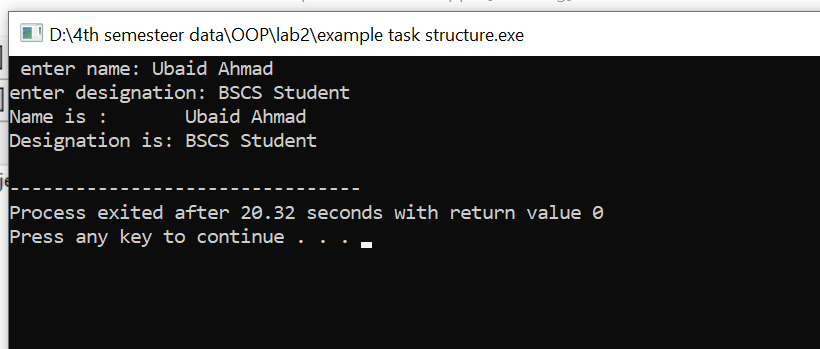 D:\4th semesteer data\OOP\lab2\example task structure.exe
enter name: Ubaid Ahmad
enter designation: BSCS Student
Name is :       Ubaid Ahmad
Designation is: BSCS Student
--------------------------------
Process exited after 20.32 seconds with return value 0
Press any key to continue . . .